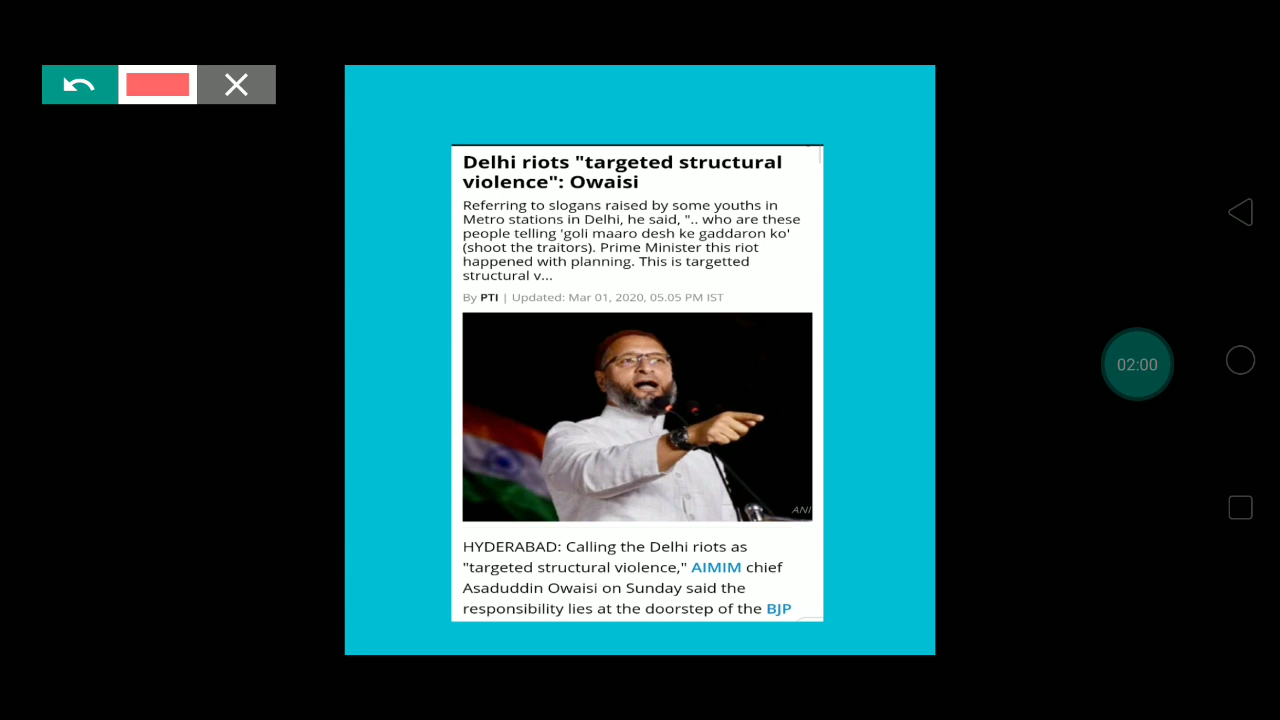 Delhi riots "targeted structural
violence": Owaisi
Referring to slogans raised by some youths in
Metro stations in Delhi, he said, ".. who are these
people telling 'goli maaro desh ke gaddaron ko'
(shoot the traitors). Prime Minister this riot
happened with planning. This is targetted
structural v...
By PTI | Updated: Mar 01, 2020, 05.05 PM IST
02:00
ANI
HYDERABAD: Calling the Delhi riots as
"targeted structural violence," AIMIM chief
Asaduddin Owaisi on Sunday said the
responsibility lies at the doorstep of the BJP